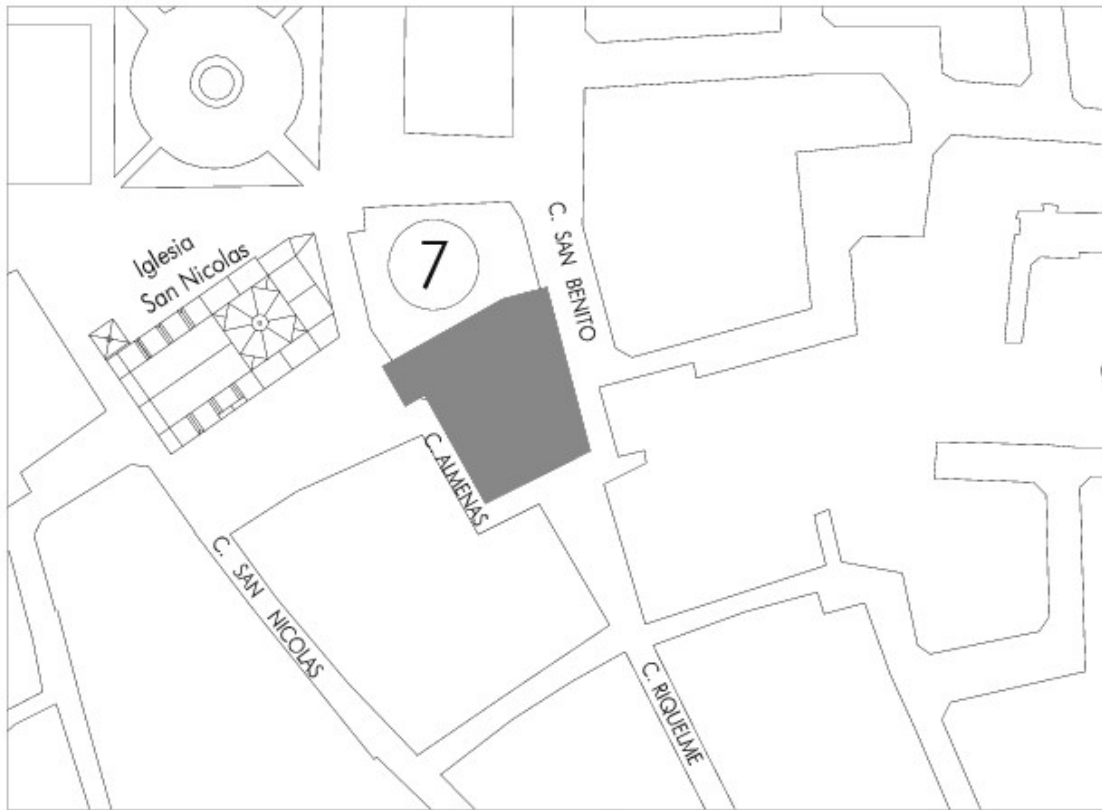 Iglesia
San Nicolas
7
C. SAN BENITO
C. ALMENAS
C. SAN NICOLAS
C. RIQUELME